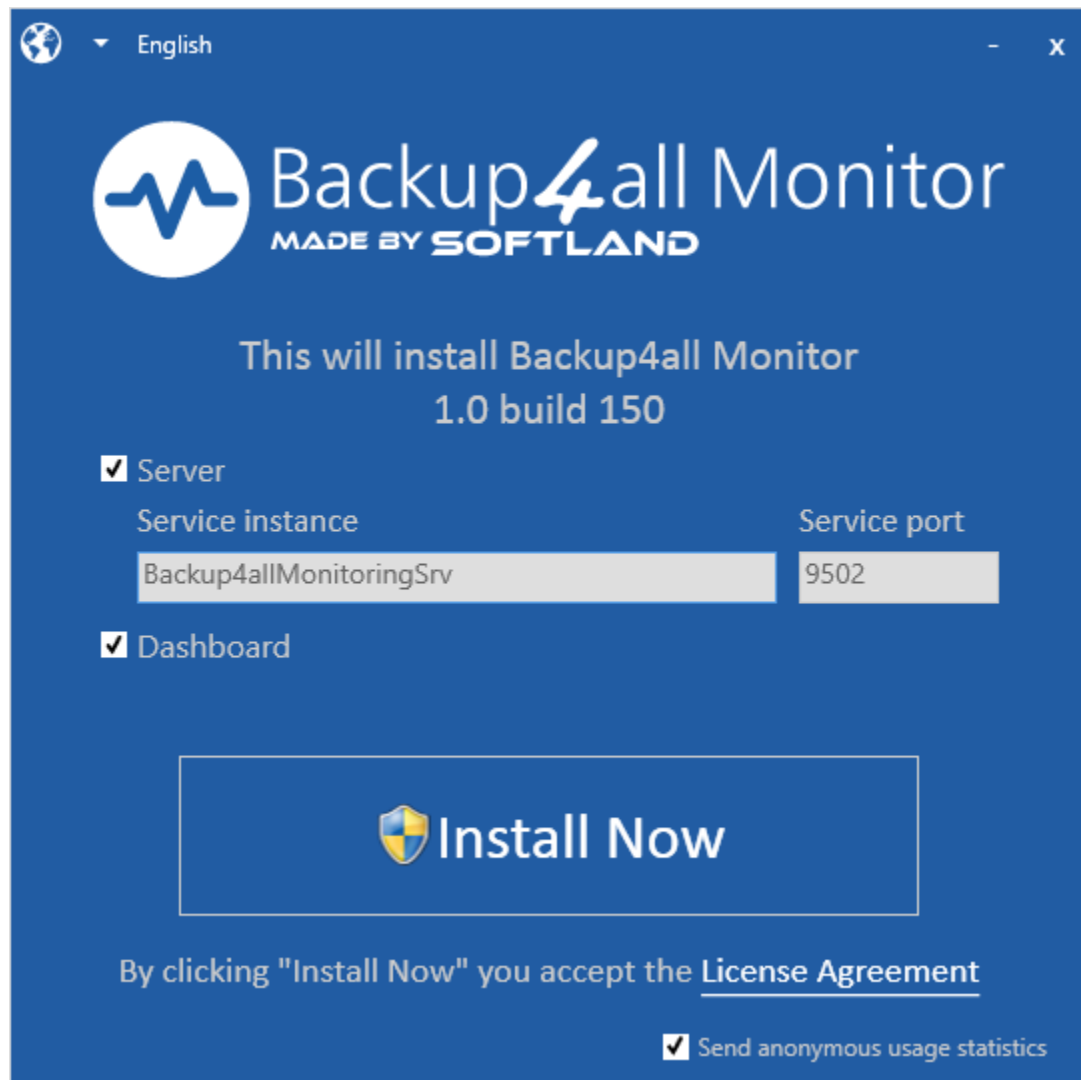 English
- x
Backup4all Monitor
MADE BY SOFTLAND
This will install Backup4all Monitor
1.0 build 150
Server
Service instance Service port
Backup4allMonitoringSrv 9502
Dashboard
Install Now
By clicking "Install Now" you accept the License Agreement
Send anonymous usage statistics